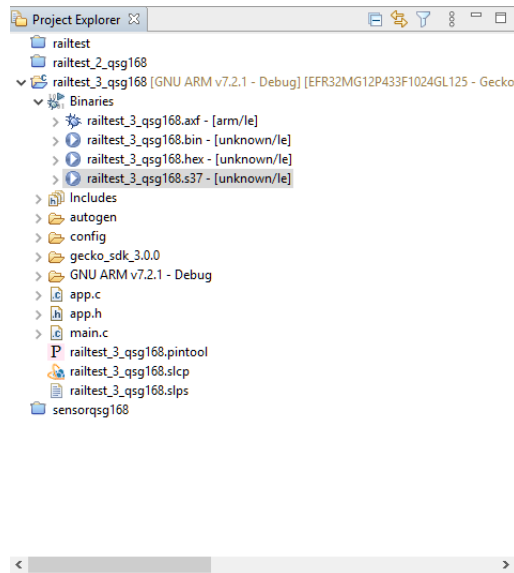 Project Explorer
railtest
railtest_2_qsg168
railtest_3_qsg168 [GNU ARM v7.2.1 - Debug] [EFR32MG12P433F1024GL125 - Gecko
Binaries
railtest_3_qsg168.axf - [arm/le]
railtest_3_qsg168.bin - [unknown/le]
railtest_3_qsg168.hex - [unknown/le]
railtest_3_qsg168.s37 - [unknown/le]
Includes
autogen
config
gecko_sdk_3.0.0
GNU ARM v7.2.1 - Debug
app.c
app.h
main.c
P railtest_3_qsg168.pintool
railtest_3_qsg168.slcp
railtest_3_qsg168.slps
sensorqsg168